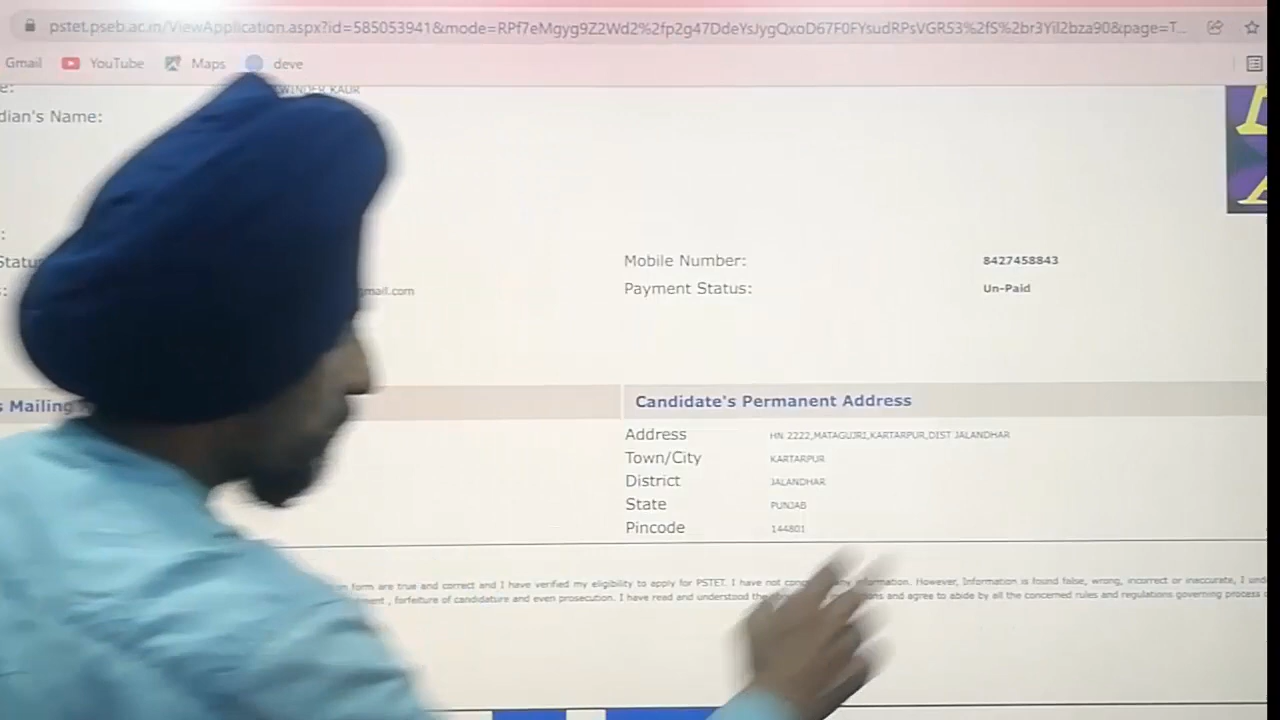 pstet.pseb.ac.in/ViewApplication.aspx?id=585053941&mode=RPf7eMgyg9Z2Wd2%2fp2g47DdeYsJygQxoD67F0FYsudRPsVGR53%2fS%2br3Yil2bza90&page=T...
Gmail YouTube Maps deve
e: WINDER KAUR
dian's Name:
:
Statu Mobile Number: 8427458843
s: gmail.com Payment Status: Un-Paid
s Mailing Candidate's Permanent Address
Address HN 2222,MATAGUJRI,KARTARPUR,DIST JALANDHAR
Town/City KARTARPUR
District JALANDHAR
State PUNJAB
Pincode 144801
form are true and correct and I have verified my eligibility to apply for PSTET. I have not information. However, Information is found false, wrong, incorrect or inaccurate, I
, forfeiture of candidature and even prosecution. I have read and understood and agree to abide by all the concerned rules and regulations governing process